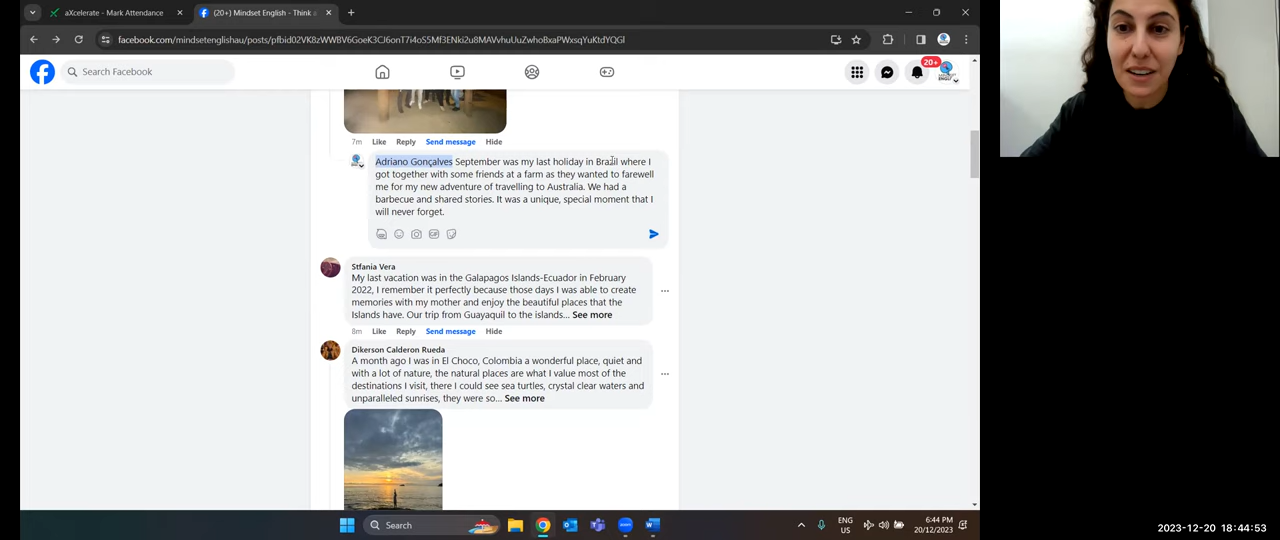 aXcelerate - Mark Attendance
(20+) Mindset English - Think a
facebook.com/mindsetenglishau/posts/pfbid02VK8zWWBV6GoeK3CJ6onT7i4oS5Mf3ENki2u8MAVvhuUuZwhoBxaPWxsqYuKtdYQGl
Search Facebook
20+
7m Like Reply Send message Hide
Adriano Gonçalves September was my last holiday in Brazil where I
got together with some friends at a farm as they wanted to farewell
me for my new adventure of travelling to Australia. We had a
barbecue and shared stories. It was a unique, special moment that I
will never forget.
Stfania Vera
My last vacation was in the Galapagos Islands-Ecuador in February
2022, I remember it perfectly because those days I was able to create
memories with my mother and enjoy the beautiful places that the
Islands have. Our trip from Guayaquil to the islands... See more
8m Like Reply Send message Hide
Dikerson Calderon Rueda
A month ago I was in El Choco, Colombia a wonderful place, quiet and
with a lot of nature, the natural places are what I value most of the
destinations I visit, there I could see sea turtles, crystal clear waters and
unparalleled sunrises, they were so... See more
Search
ENG
US
6:44 PM
20/12/2023
2023-12-20 18:44:53